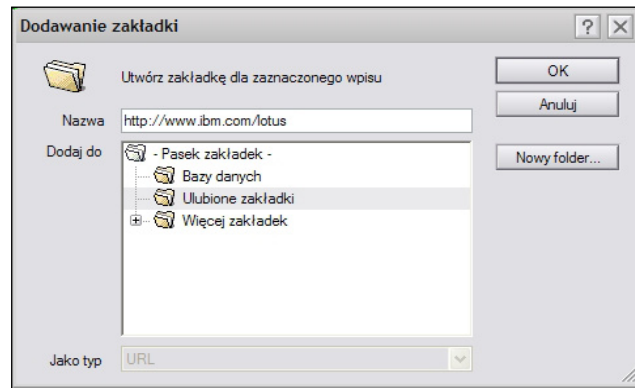 Dodawanie zakładki
Utwórz zakładkę dla zaznaczonego wpisu
OK
Anuluj
Nazwa http://www.ibm.com/lotus
Dodaj do
- Pasek zakładek -
Bazy danych
Ulubione zakładki
Więcej zakładek
Nowy folder...
Jako typ URL